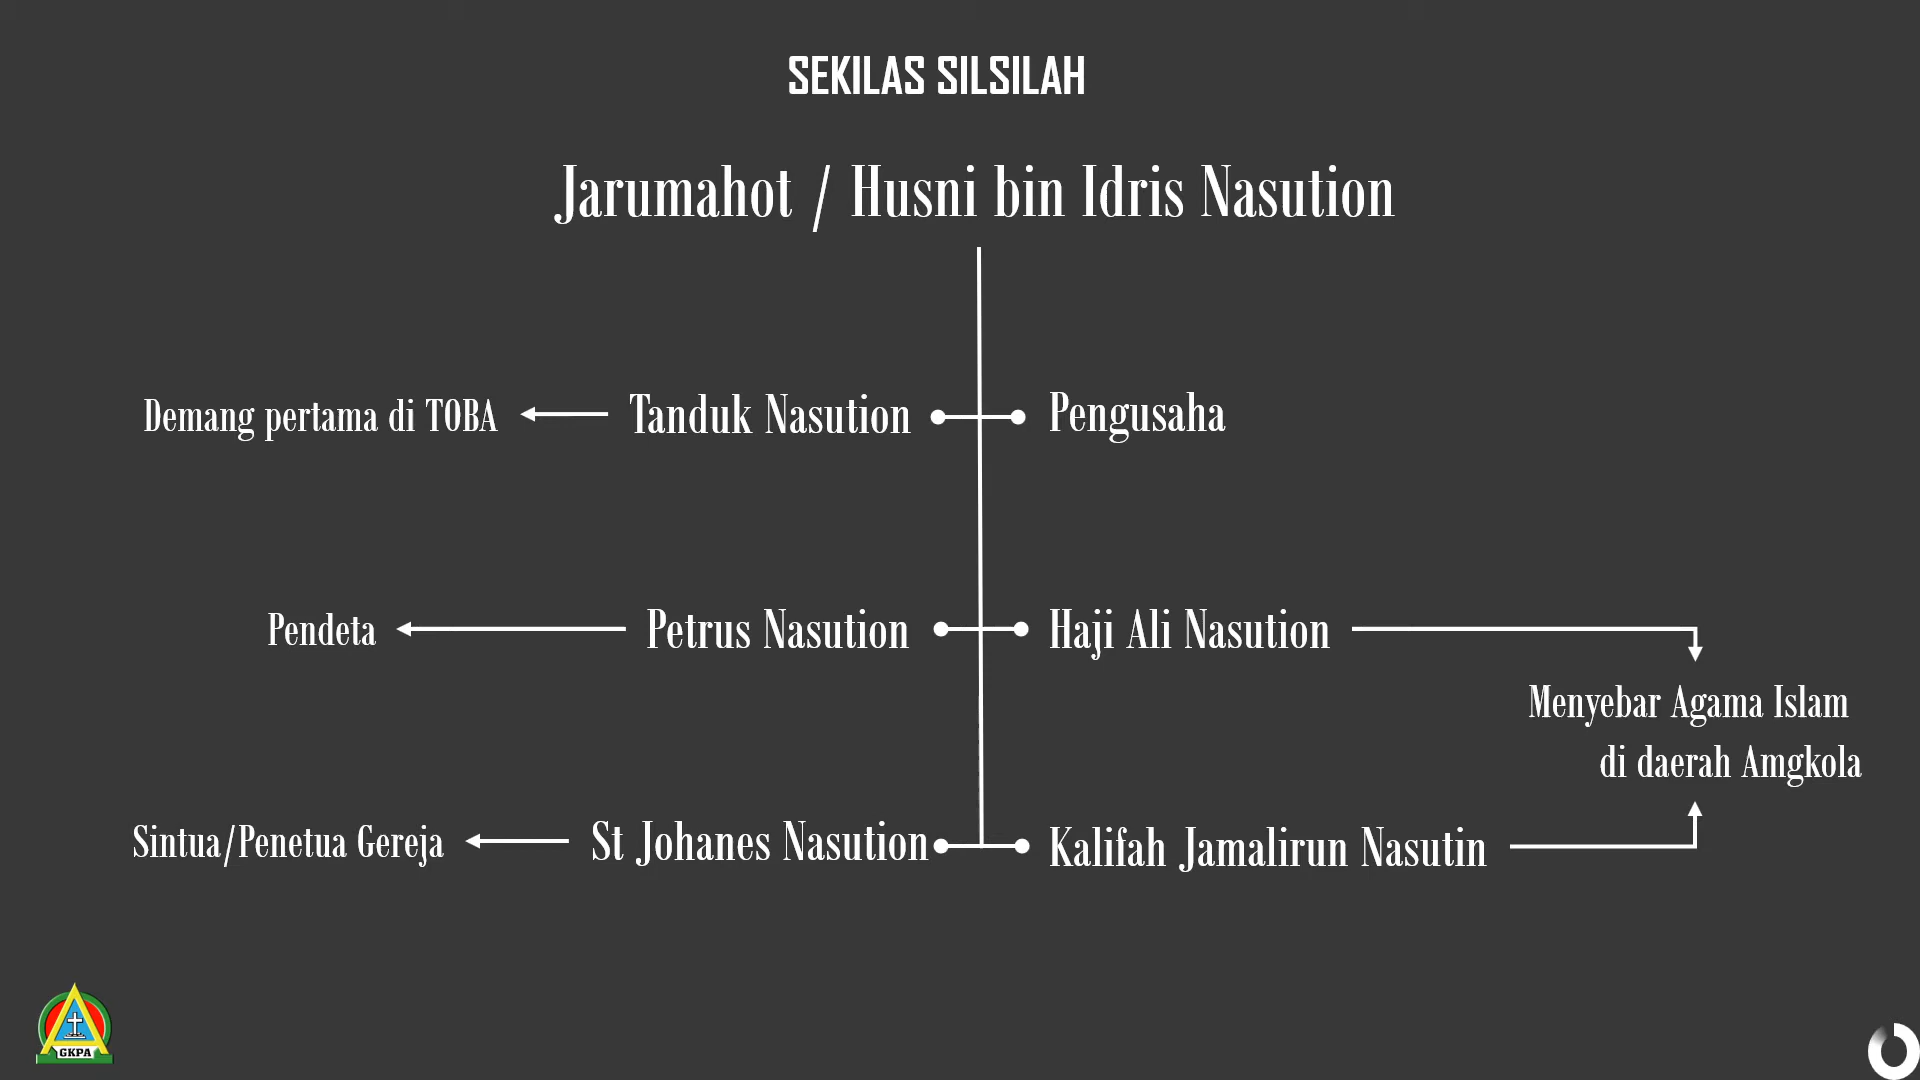 SEKILAS SILSILAH
Jarumahot / Husni bin Idris Nasution
Demang pertama di TOBA
Tanduk Nasution
Pengusaha
Pendeta
Petrus Nasution
Haji Ali Nasution
Menyebar Agama Islam
di daerah Amgkola
Sintua/Penetua Gereja
St Johanes Nasution
Kalifah Jamalirun Nasutin
GKPA